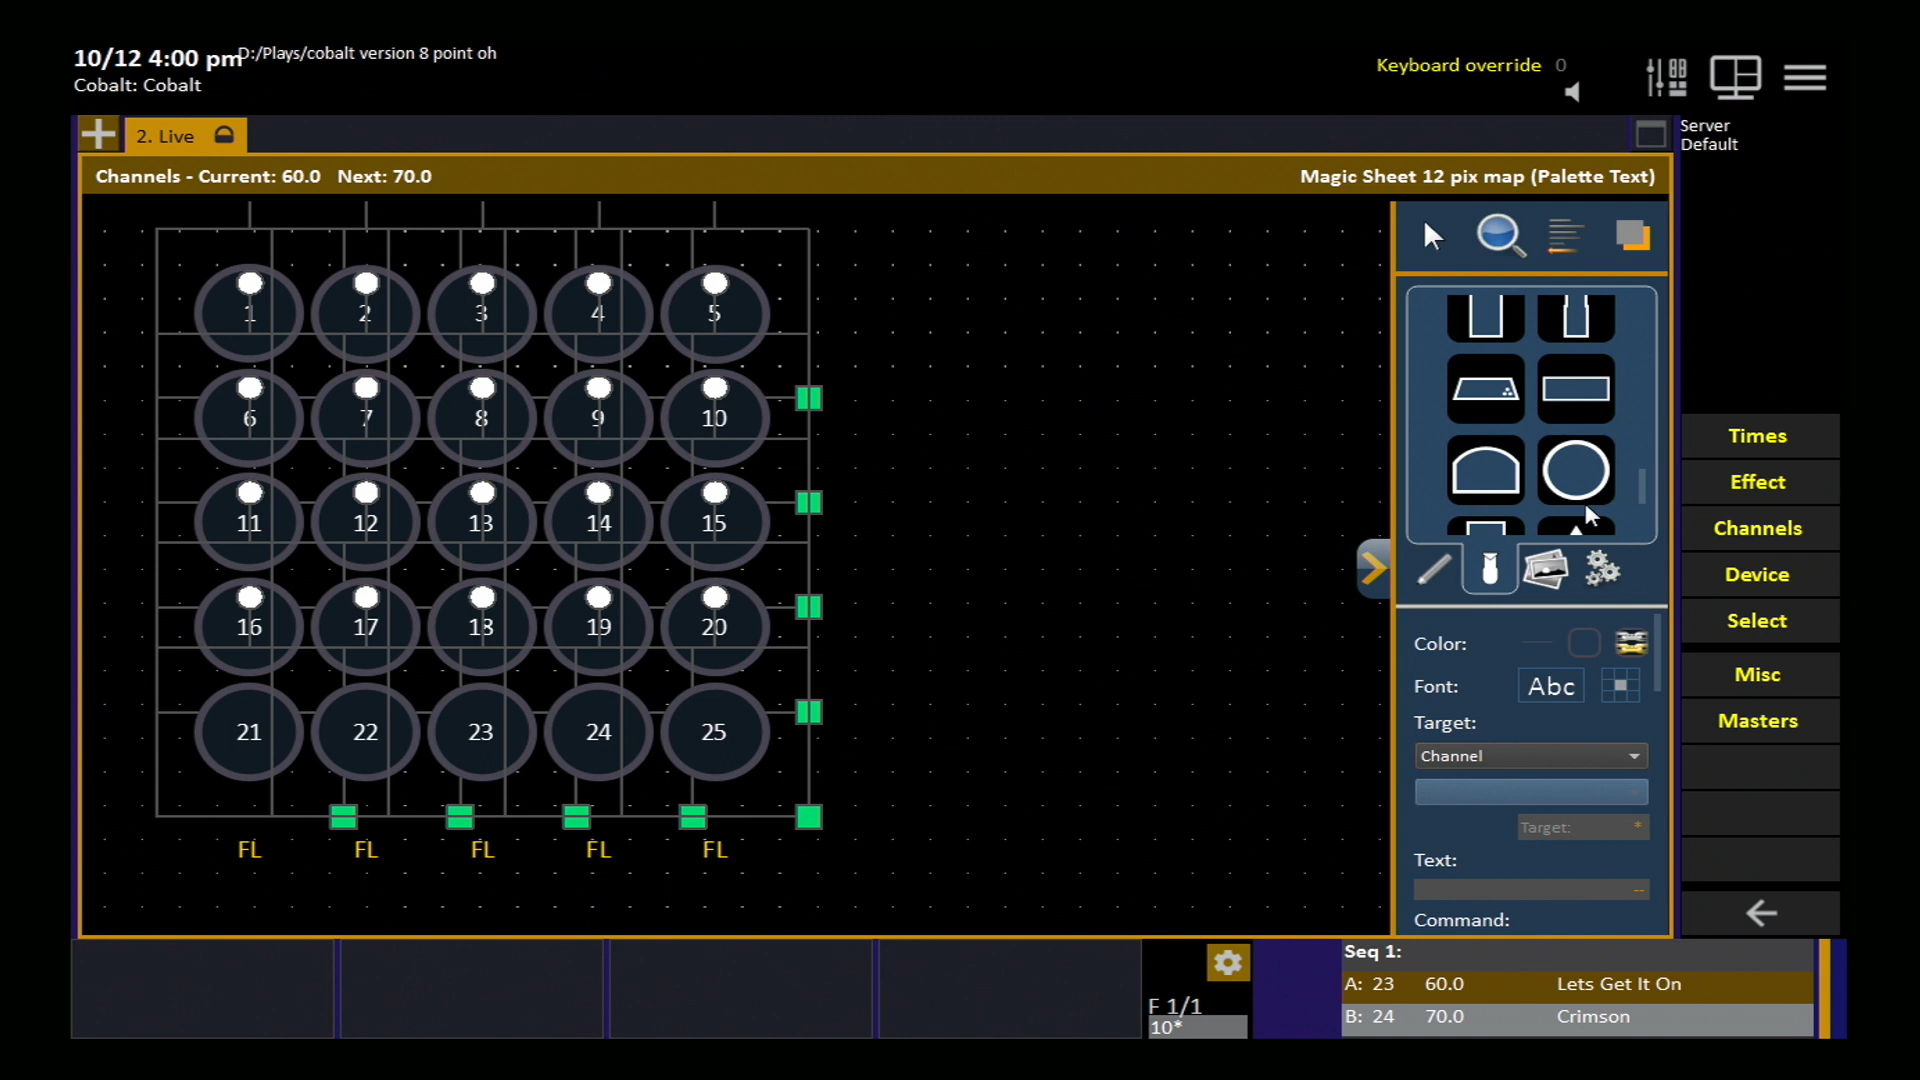 10/12 4:00 pm
D:/Plays/cobalt version 8 point oh
Cobalt: Cobalt
Keyboard override 0
2. Live
Server
Default
Channels - Current: 60.0 Next: 70.0
Magic Sheet 12 pix map (Palette Text)
1 2 3 4 5
6 7 8 9 10
11 12 13 14 15
16 17 18 19 20
21 22 23 24 25
FL FL FL FL FL
Color:
Font: Abc
Target:
Channel
Target: *
Text:
--
Command:
Times
Effect
Channels
Device
Select
Misc
Masters
F 1/1
10*
Seq 1:
A: 23 60.0 Lets Get It On
B: 24 70.0 Crimson